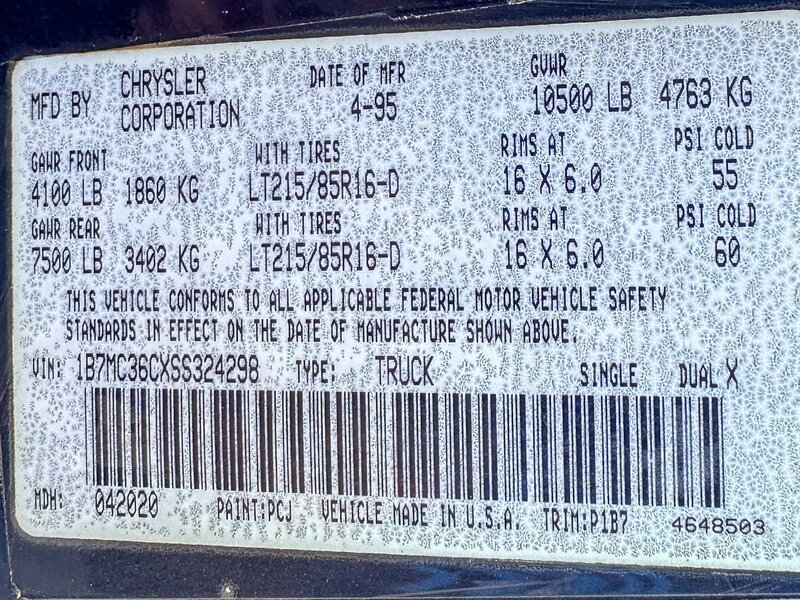 MFD BY CHRYSLER CORPORATION DATE OF MFR 4-95 GVWR 10500 LB 4763 KG
GAWR FRONT WITH TIRES RIMS AT PSI COLD
4100 LB 1860 KG LT215/85R16-D 16 X 6.0 55
GAWR REAR WITH TIRES RIMS AT PSI COLD
7500 LB 3402 KG LT215/85R16-D 16 X 6.0 60
THIS VEHICLE CONFORMS TO ALL APPLICABLE FEDERAL MOTOR VEHICLE SAFETY
STANDARDS IN EFFECT ON THE DATE OF MANUFACTURE SHOWN ABOVE.
VIN: 1B7MC36CXSS324298 TYPE: TRUCK SINGLE DUAL X
MDH: 042020 PAINT:PCJ VEHICLE MADE IN U.S.A. TRIM:P1B7 4648503